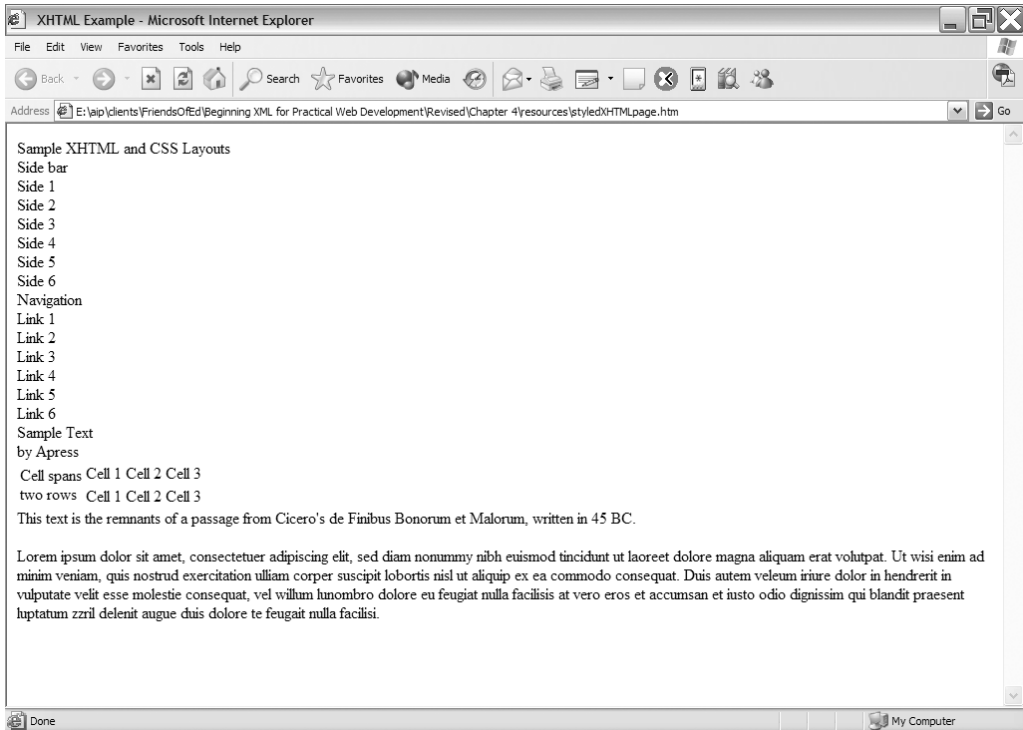 XHTML Example - Microsoft Internet Explorer
File Edit View Favorites Tools Help
Back Search Favorites Media
Address E:\aip\clients\FriendsOfEd\Beginning XML for Practical Web Development\Revised\Chapter 4\resources\styledXHTMLpage.htm Go
Sample XHTML and CSS Layouts
Side bar
Side 1
Side 2
Side 3
Side 4
Side 5
Side 6
Navigation
Link 1
Link 2
Link 3
Link 4
Link 5
Link 6
Sample Text
by Apress
Cell spans Cell 1 Cell 2 Cell 3
two rows Cell 1 Cell 2 Cell 3
This text is the remnants of a passage from Cicero's de Finibus Bonorum et Malorum, written in 45 BC.
Lorem ipsum dolor sit amet, consectetuer adipiscing elit, sed diam nonummy nibh euismod tincidunt ut laoreet dolore magna aliquam erat volutpat. Ut wisi enim ad
minim veniam, quis nostrud exercitation ulliam corper suscipit lobortis nisl ut aliquip ex ea commodo consequat. Duis autem veleum iriure dolor in hendrerit in
vulputate velit esse molestie consequat, vel willum lunombro dolore eu feugiat nulla facilisis at vero eros et accumsan et iusto odio dignissim qui blandit praesent
luptatum zzril delenit augue duis dolore te feugait nulla facilisi.
Done My Computer